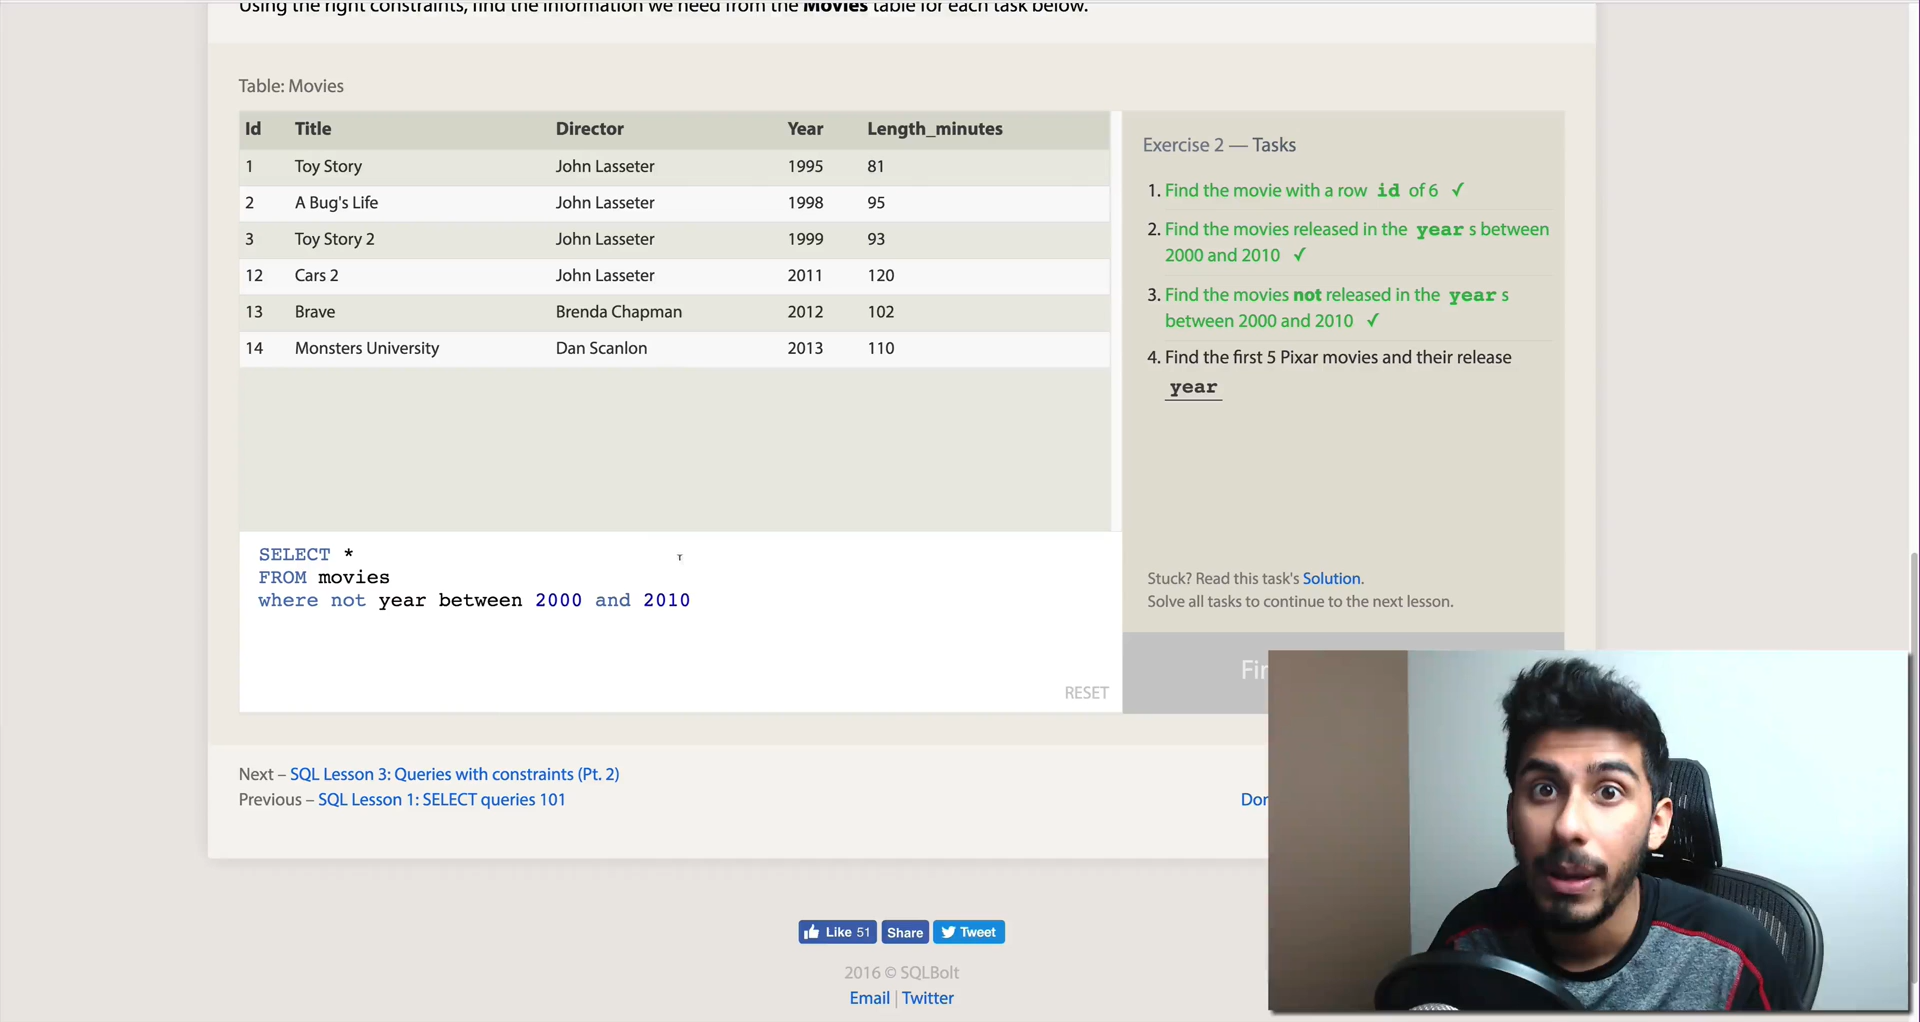 Using the right constraints, find the information we need from the Movies table for each task below.
Table: Movies
Id Title Director Year Length_minutes
1 Toy Story John Lasseter 1995 81
2 A Bug's Life John Lasseter 1998 95
3 Toy Story 2 John Lasseter 1999 93
12 Cars 2 John Lasseter 2011 120
13 Brave Brenda Chapman 2012 102
14 Monsters University Dan Scanlon 2013 110
Exercise 2 — Tasks
1. Find the movie with a row id of 6 ✓
2. Find the movies released in the year s between
2000 and 2010 ✓
3. Find the movies not released in the year s
between 2000 and 2010 ✓
4. Find the first 5 Pixar movies and their release
year
SELECT *
FROM movies
where not year between 2000 and 2010
RESET
Stuck? Read this task's Solution.
Solve all tasks to continue to the next lesson.
Next – SQL Lesson 3: Queries with constraints (Pt. 2)
Previous – SQL Lesson 1: SELECT queries 101
Like 51 Share Tweet
2016 © SQLBolt
Email | Twitter